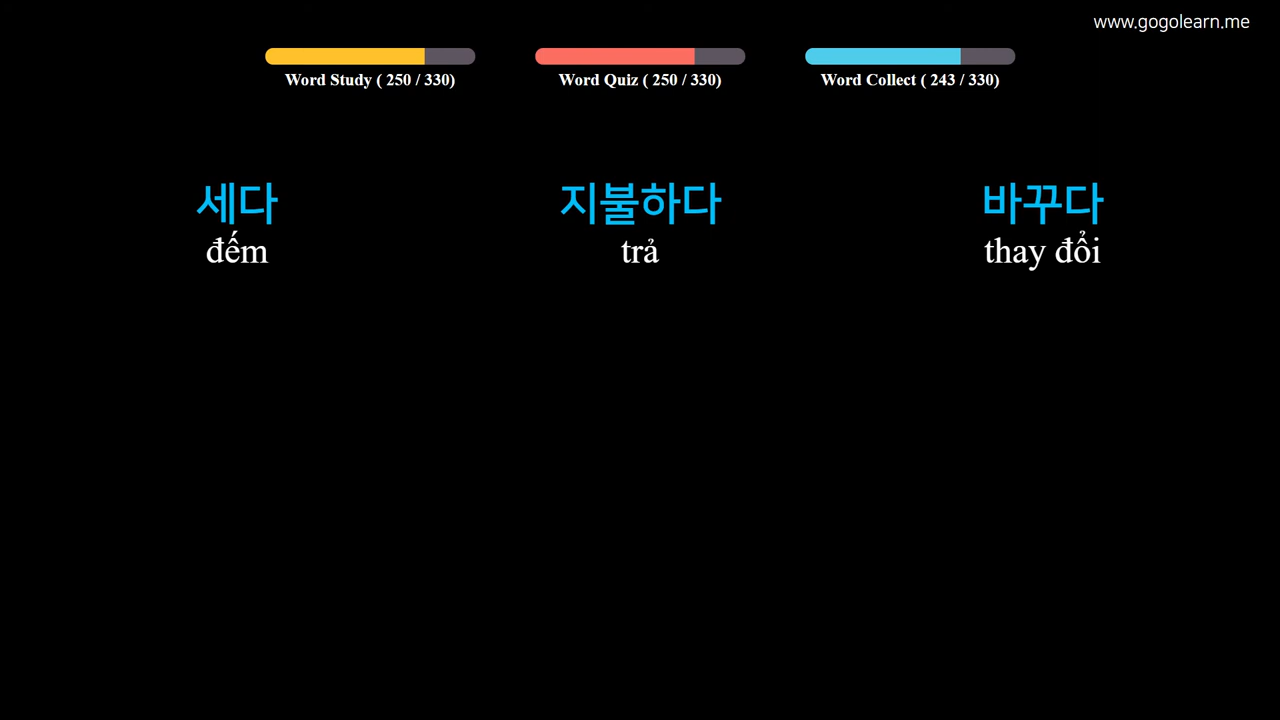 www.gogolearn.me
Word Study ( 250 / 330)
Word Quiz ( 250 / 330)
Word Collect ( 243 / 330)
세다
đếm
지불하다
trả
바꾸다
thay đổi